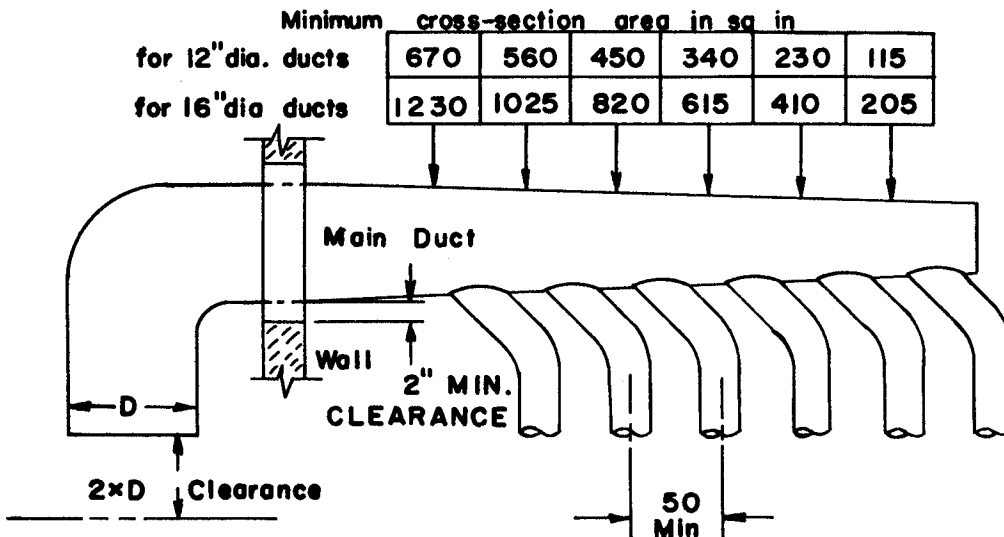 Minimum cross-section area in sq in
for 12" dia. ducts 670 560 450 340 230 115
for 16" dia ducts 1230 1025 820 615 410 205
Main Duct
Wall
2" MIN.
CLEARANCE
D
2×D Clearance
50
Min